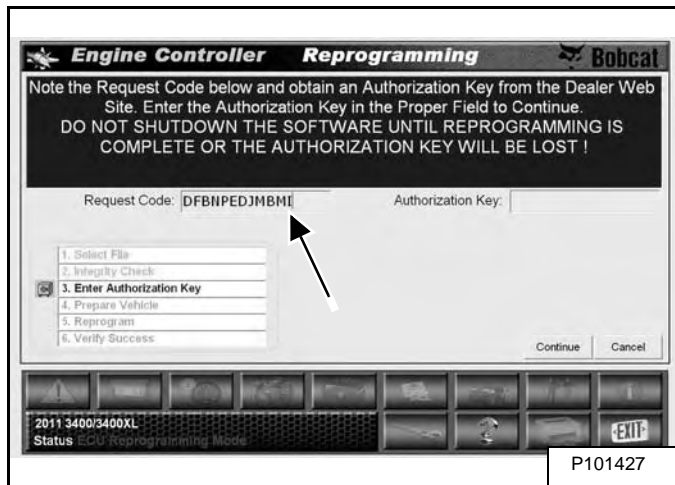 Engine Controller Reprogramming Bobcat
Note the Request Code below and obtain an Authorization Key from the Dealer Web
Site. Enter the Authorization Key in the Proper Field to Continue.
DO NOT SHUTDOWN THE SOFTWARE UNTIL REPROGRAMMING IS
COMPLETE OR THE AUTHORIZATION KEY WILL BE LOST !
Request Code: DFBNPEDJMBMI Authorization Key:
1. Select File
2. Integrity Check
3. Enter Authorization Key
4. Prepare Vehicle
5. Reprogram
6. Verify Success
Continue Cancel
2011 3400/3400XL
Status ECU Reprogramming Mode
EXIT
P101427